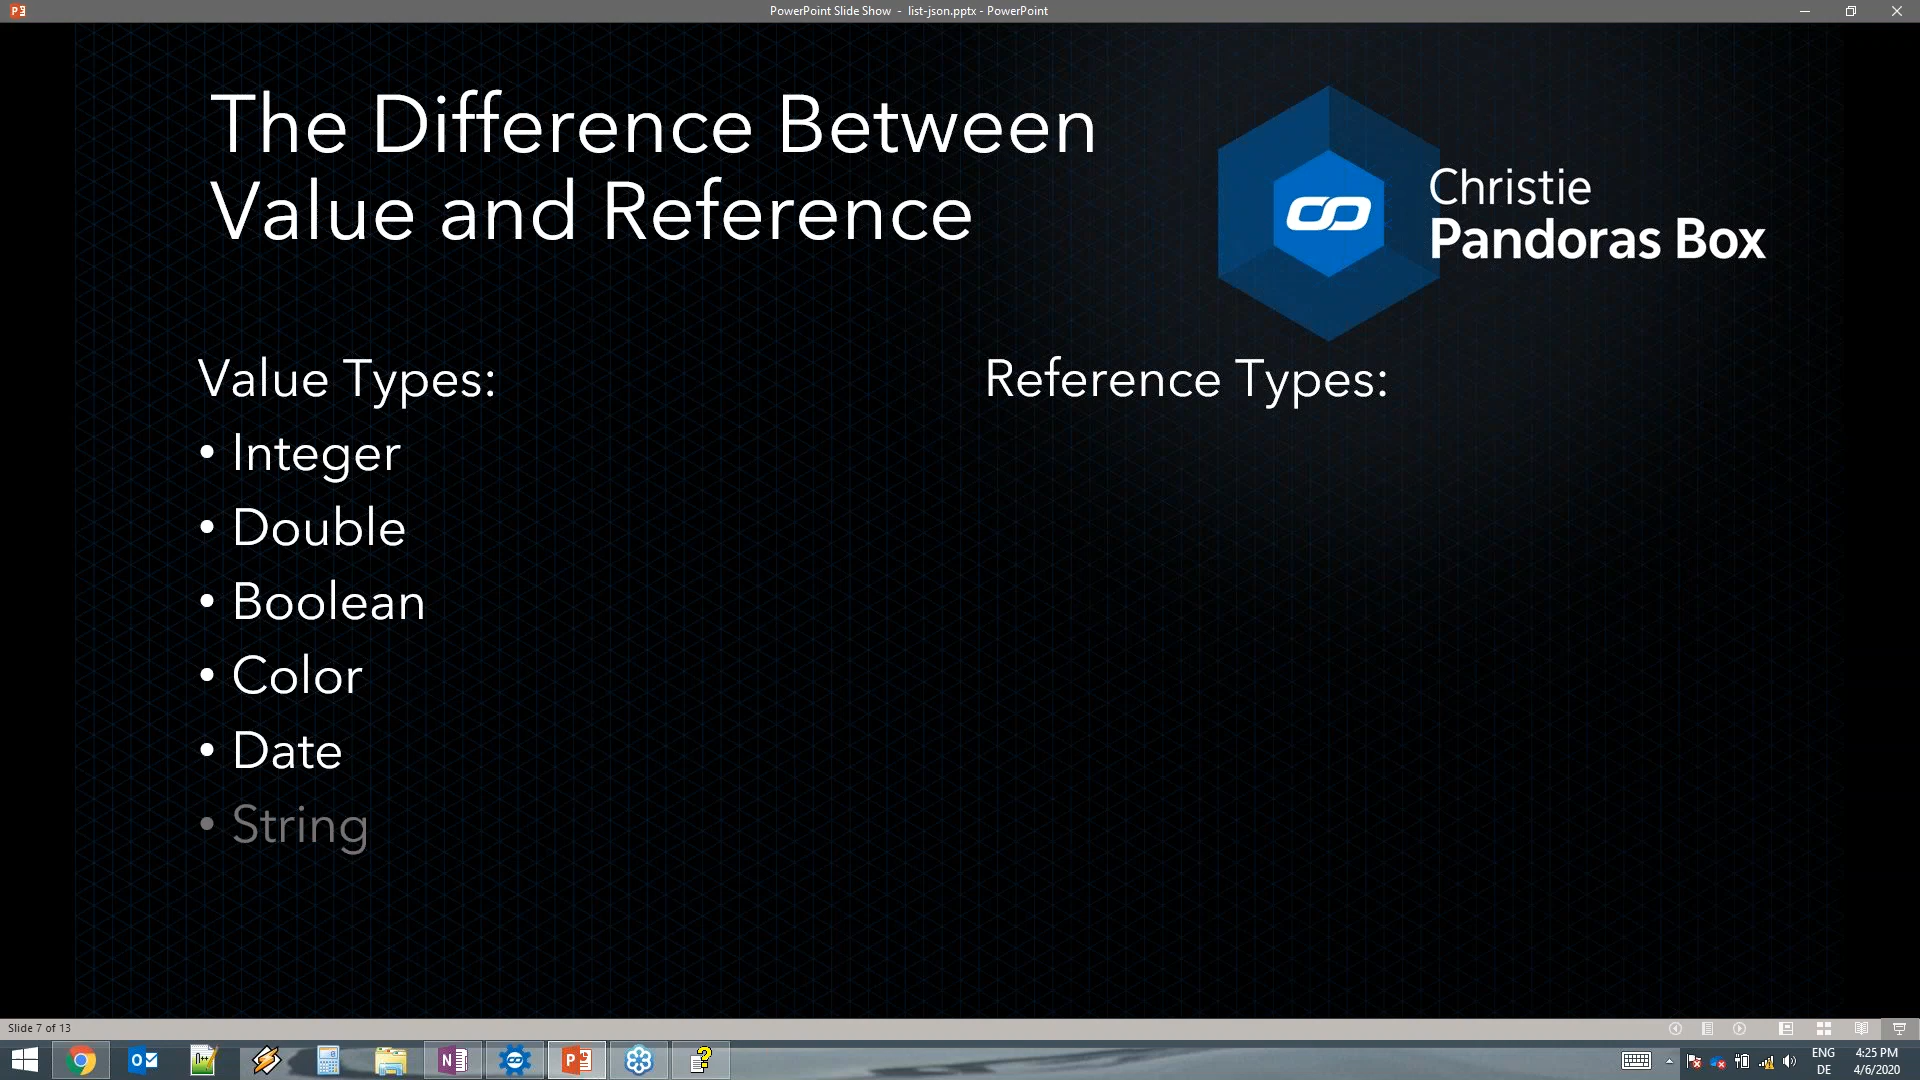 PowerPoint Slide Show - list-json.pptx - PowerPoint
The Difference Between
Value and Reference
Christie
Pandoras Box
Value Types:
• Integer
• Double
• Boolean
• Color
• Date
• String
Reference Types:
Slide 7 of 13
ENG
DE
4:25 PM
4/6/2020